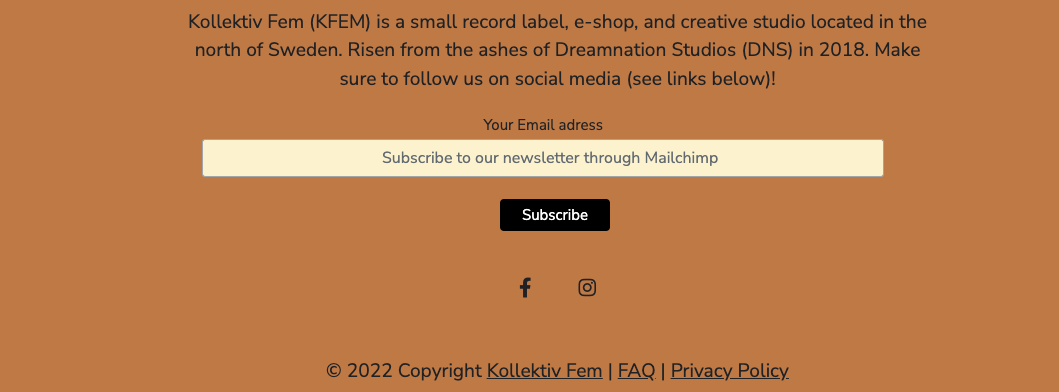 Kollektiv Fem (KFEM) is a small record label, e-shop, and creative studio located in the
north of Sweden. Risen from the ashes of Dreamnation Studios (DNS) in 2018. Make
sure to follow us on social media (see links below)!
Your Email adress
Subscribe to our newsletter through Mailchimp
Subscribe
© 2022 Copyright Kollektiv Fem | FAQ | Privacy Policy